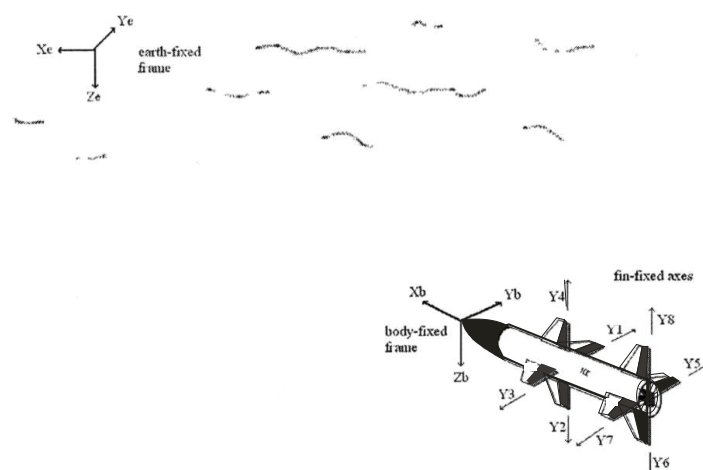 Ye
Xe
earth-fixed
frame
Ze
fin-fixed axes
Xb
Yb
Y4
Y1
Y8
body-fixed
frame
Zb
Y5
Y3
Y2
Y7
Y6